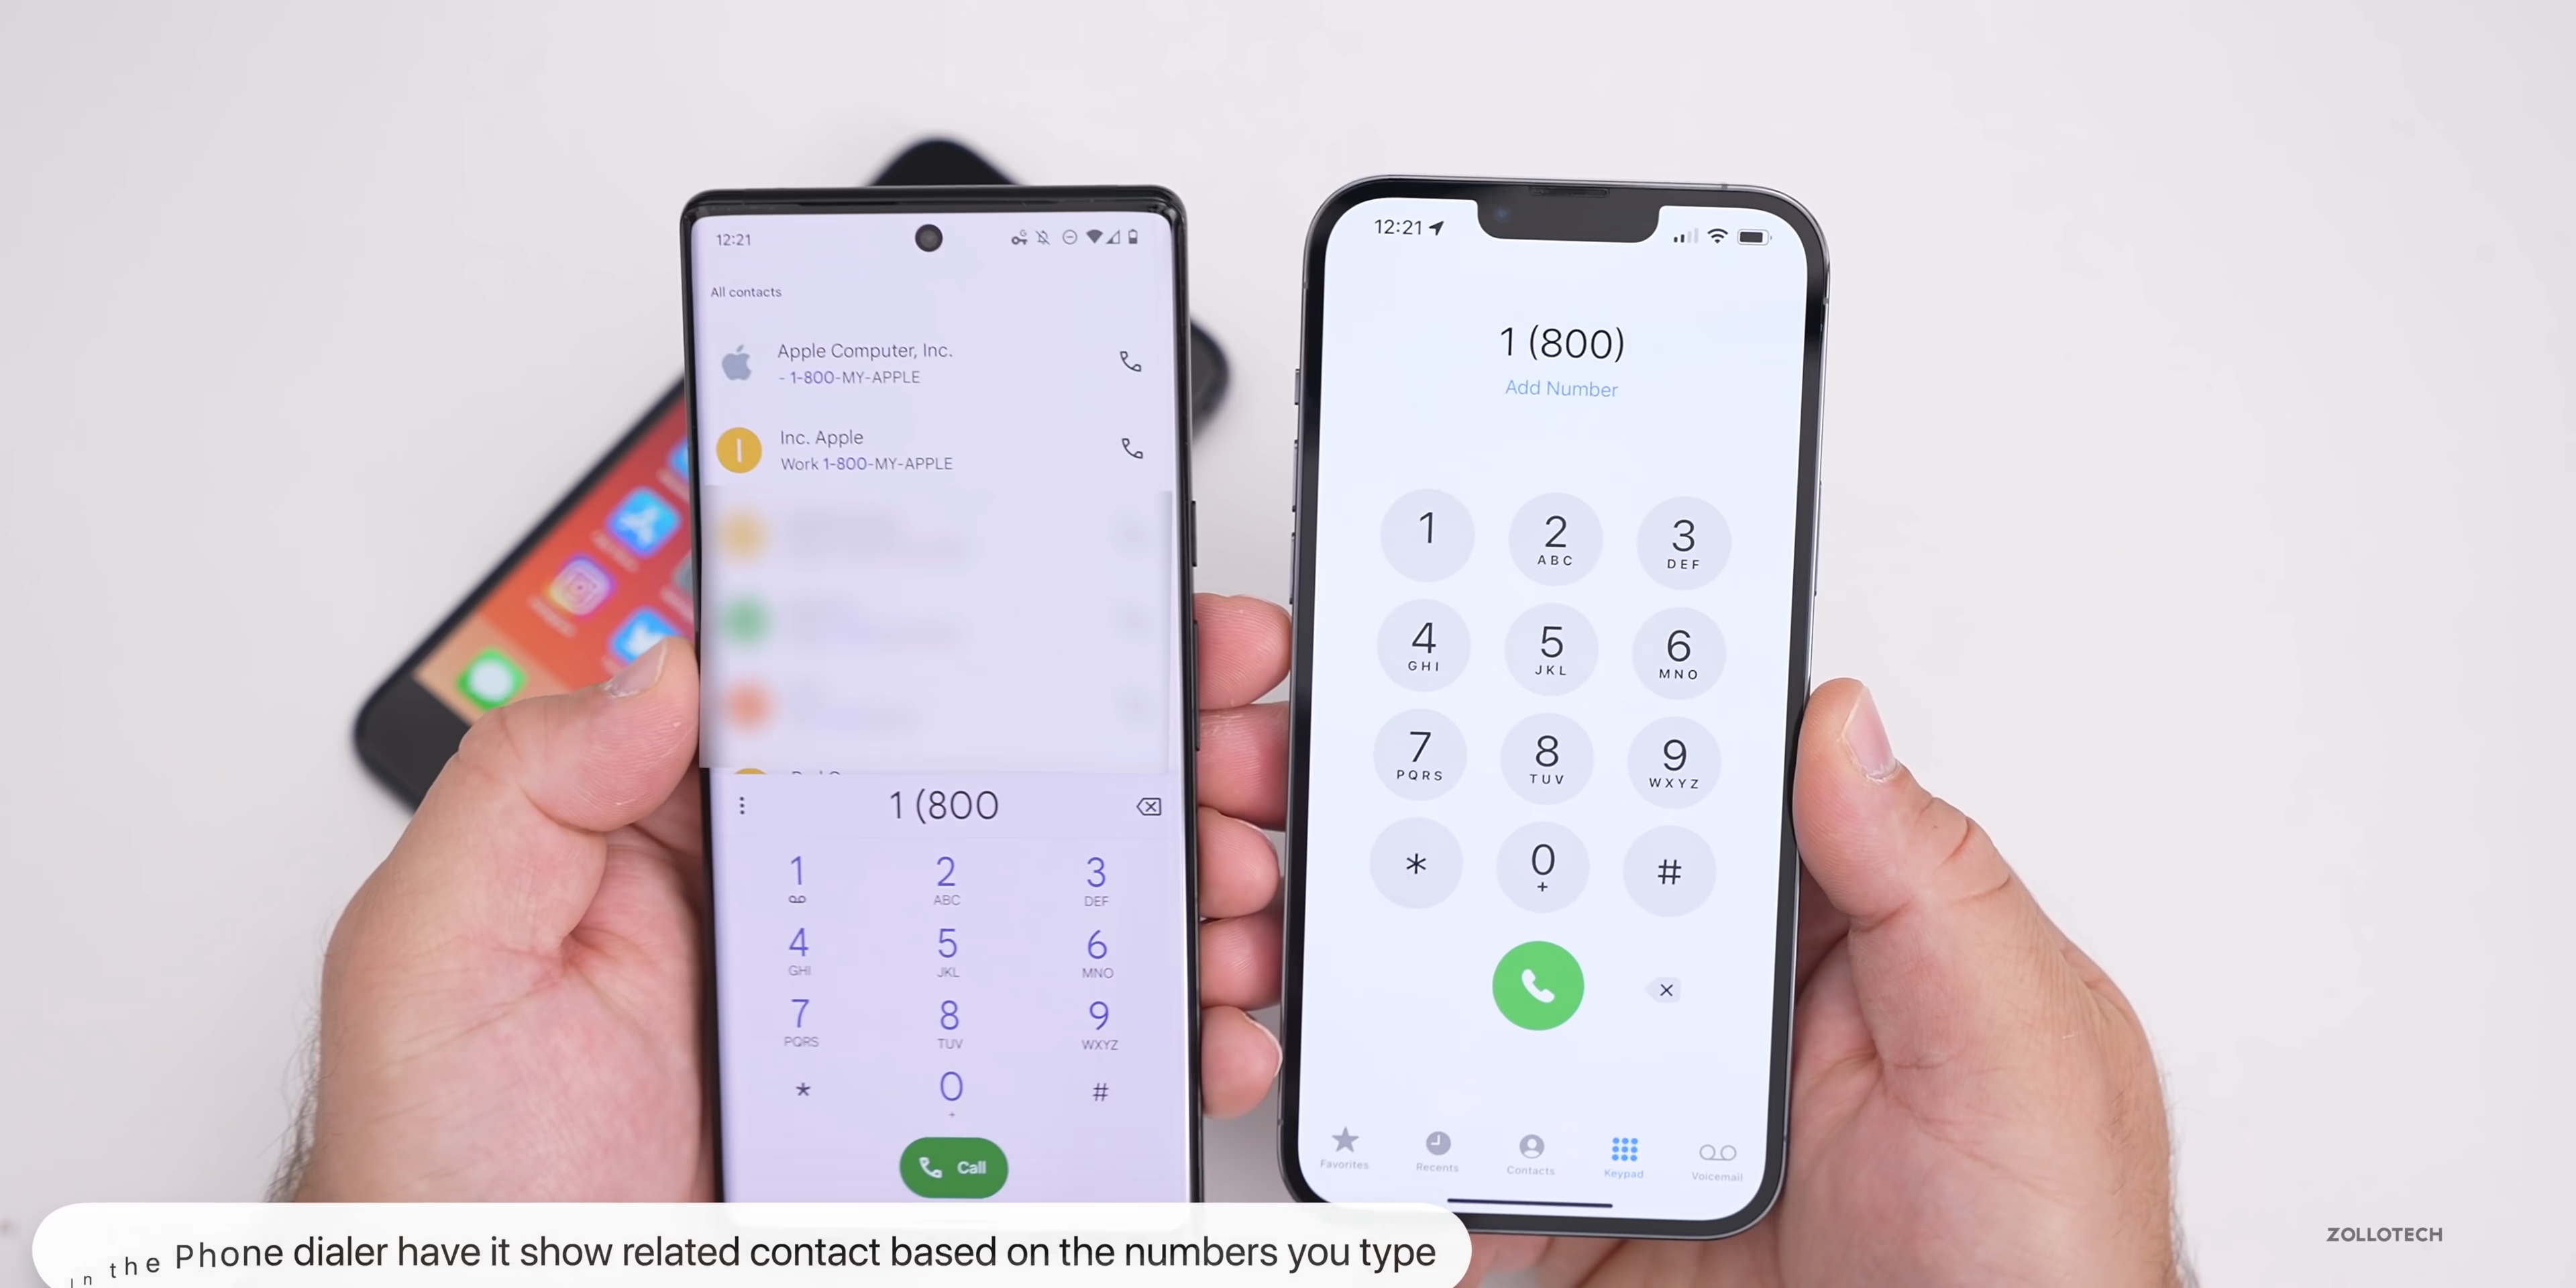 12:21
All contacts
Apple Computer, Inc.
- 1-800-MY-APPLE
Inc. Apple
I
Work 1-800-MY-APPLE
1 (800
1 2 3
ABC DEF
4 5 6
GHI JKL MNO
7 8 9
PQRS TUV WXYZ
* 0 #
+
Call
12:21
1 (800)
Add Number
1 2 3
ABC DEF
4 5 6
GHI JKL MNO
7 8 9
PQRS TUV WXYZ
* 0 #
+
Favorites Recents Contacts Keypad Voicemail
In the Phone dialer have it show related contact based on the numbers you type
ZOLLOTECH